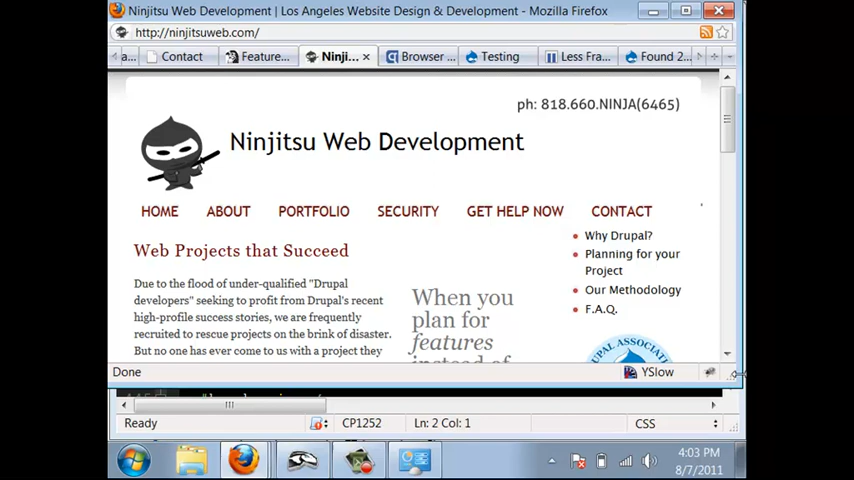 Ninjitsu Web Development | Los Angeles Website Design & Development - Mozilla Firefox
http://ninjitsuweb.com/
a...
Contact
Feature...
Ninji...
Browser ...
Testing
Less Fra...
Found 2...
ph: 818.660.NINJA(6465)
Ninjitsu Web Development
HOME ABOUT PORTFOLIO SECURITY GET HELP NOW CONTACT
Web Projects that Succeed
Due to the flood of under-qualified "Drupal
developers" seeking to profit from Drupal's recent
high-profile success stories, we are frequently
recruited to rescue projects on the brink of disaster.
But no one has ever come to us with a project they
When you
plan for
features
instead of
Why Drupal?
Planning for your
Project
Our Methodology
F.A.Q.
DRUPAL ASSOCIATION
Done
YSlow
Ready
CP1252
Ln: 2 Col: 1
CSS
4:03 PM
8/7/2011